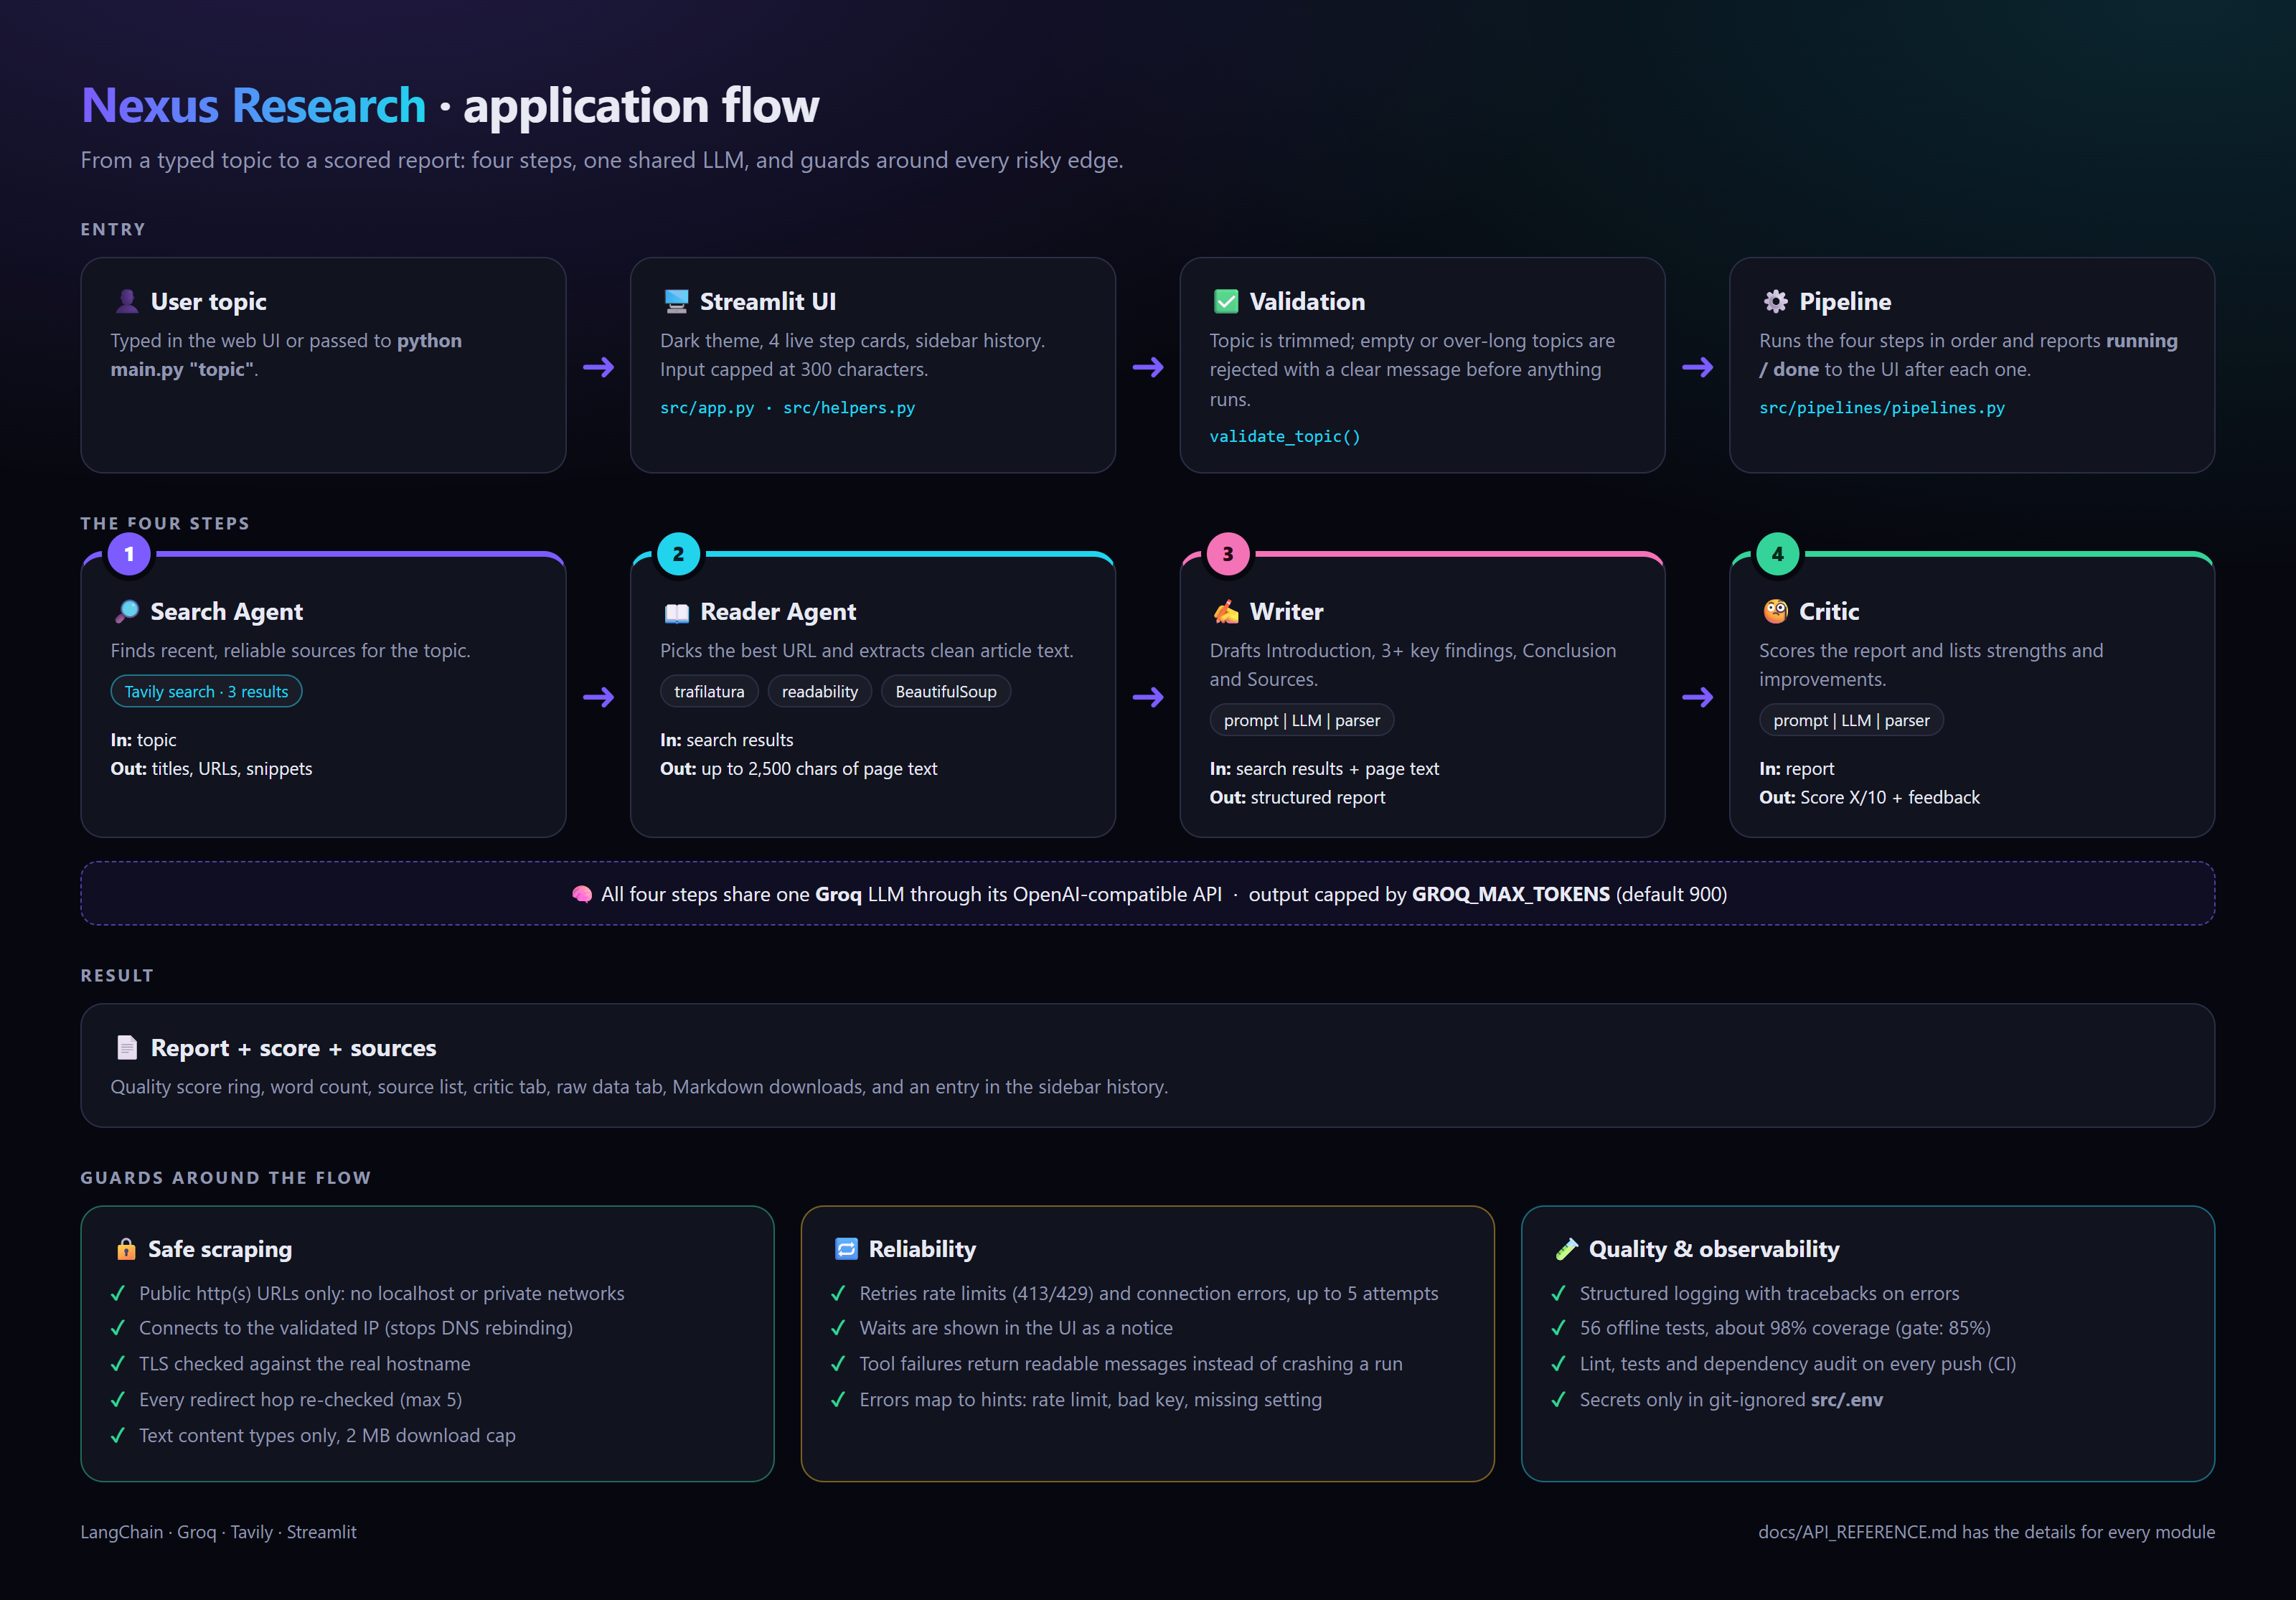 Nexus Research · application flow
From a typed topic to a scored report: four steps, one shared LLM, and guards around every risky edge.
ENTRY
User topic
Typed in the web UI or passed to python
main.py "topic".
Streamlit UI
Dark theme, 4 live step cards, sidebar history.
Input capped at 300 characters.
src/app.py · src/helpers.py
Validation
Topic is trimmed; empty or over-long topics are
rejected with a clear message before anything
runs.
validate_topic()
Pipeline
Runs the four steps in order and reports running
/ done to the UI after each one.
src/pipelines/pipelines.py
THE FOUR STEPS
1
Search Agent
Finds recent, reliable sources for the topic.
Tavily search · 3 results
In: topic
Out: titles, URLs, snippets
2
Reader Agent
Picks the best URL and extracts clean article text.
trafilatura readability BeautifulSoup
In: search results
Out: up to 2,500 chars of page text
3
Writer
Drafts Introduction, 3+ key findings, Conclusion
and Sources.
prompt | LLM | parser
In: search results + page text
Out: structured report
4
Critic
Scores the report and lists strengths and
improvements.
prompt | LLM | parser
In: report
Out: Score X/10 + feedback
All four steps share one Groq LLM through its OpenAI-compatible API · output capped by GROQ_MAX_TOKENS (default 900)
RESULT
Report + score + sources
Quality score ring, word count, source list, critic tab, raw data tab, Markdown downloads, and an entry in the sidebar history.
GUARDS AROUND THE FLOW
Safe scraping
✓ Public http(s) URLs only: no localhost or private networks
✓ Connects to the validated IP (stops DNS rebinding)
✓ TLS checked against the real hostname
✓ Every redirect hop re-checked (max 5)
✓ Text content types only, 2 MB download cap
Reliability
✓ Retries rate limits (413/429) and connection errors, up to 5 attempts
✓ Waits are shown in the UI as a notice
✓ Tool failures return readable messages instead of crashing a run
✓ Errors map to hints: rate limit, bad key, missing setting
Quality & observability
✓ Structured logging with tracebacks on errors
✓ 56 offline tests, about 98% coverage (gate: 85%)
✓ Lint, tests and dependency audit on every push (CI)
✓ Secrets only in git-ignored src/.env
LangChain · Groq · Tavily · Streamlit
docs/API_REFERENCE.md has the details for every module